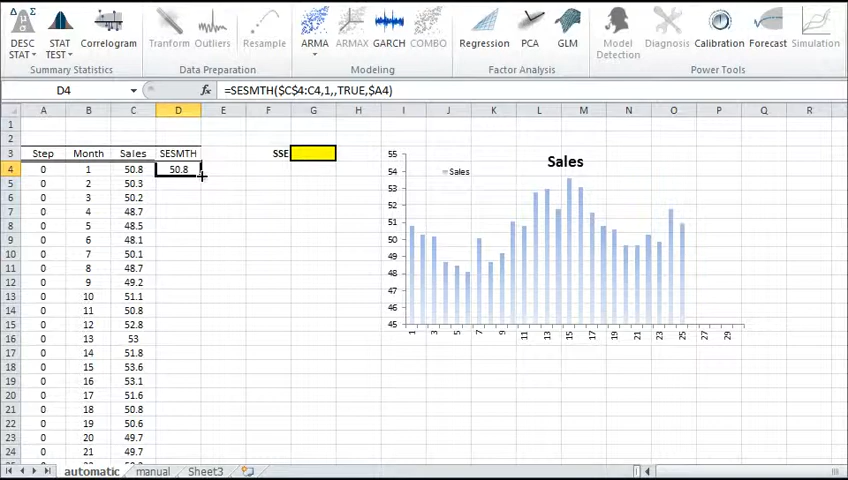 DESC STAT TEST Correlogram Tranform Outliers Resample ARMA ARMAX GARCH COMBO Regression PCA GLM Model Diagnosis Calibration Forecast Simulation
STAT Detection
Summary Statistics Data Preparation Modeling Factor Analysis Power Tools
D4 fx =SESMTH($C$4:C4,1,,TRUE,$A4)
A B C D E F G H I J K L M N O P Q R
1
2
3 Step Month Sales SESMTH SSE
4 0 1 50.8 50.8
5 0 2 50.3
6 0 3 50.2
7 0 4 48.7
8 0 5 48.5
9 0 6 48.1
10 0 7 50.1
11 0 8 48.7
12 0 9 49.2
13 0 10 51.1
14 0 11 50.8
15 0 12 52.8
16 0 13 53
17 0 14 51.8
18 0 15 53.6
19 0 16 53.1
20 0 17 51.6
21 0 18 50.8
22 0 19 50.6
23 0 20 49.7
24 0 21 49.7
Sales
Sales
55
54
53
52
51
50
49
48
47
46
45
1 3 5 7 9 11 13 15 17 19 21 23 25 27 29
automatic manual Sheet3